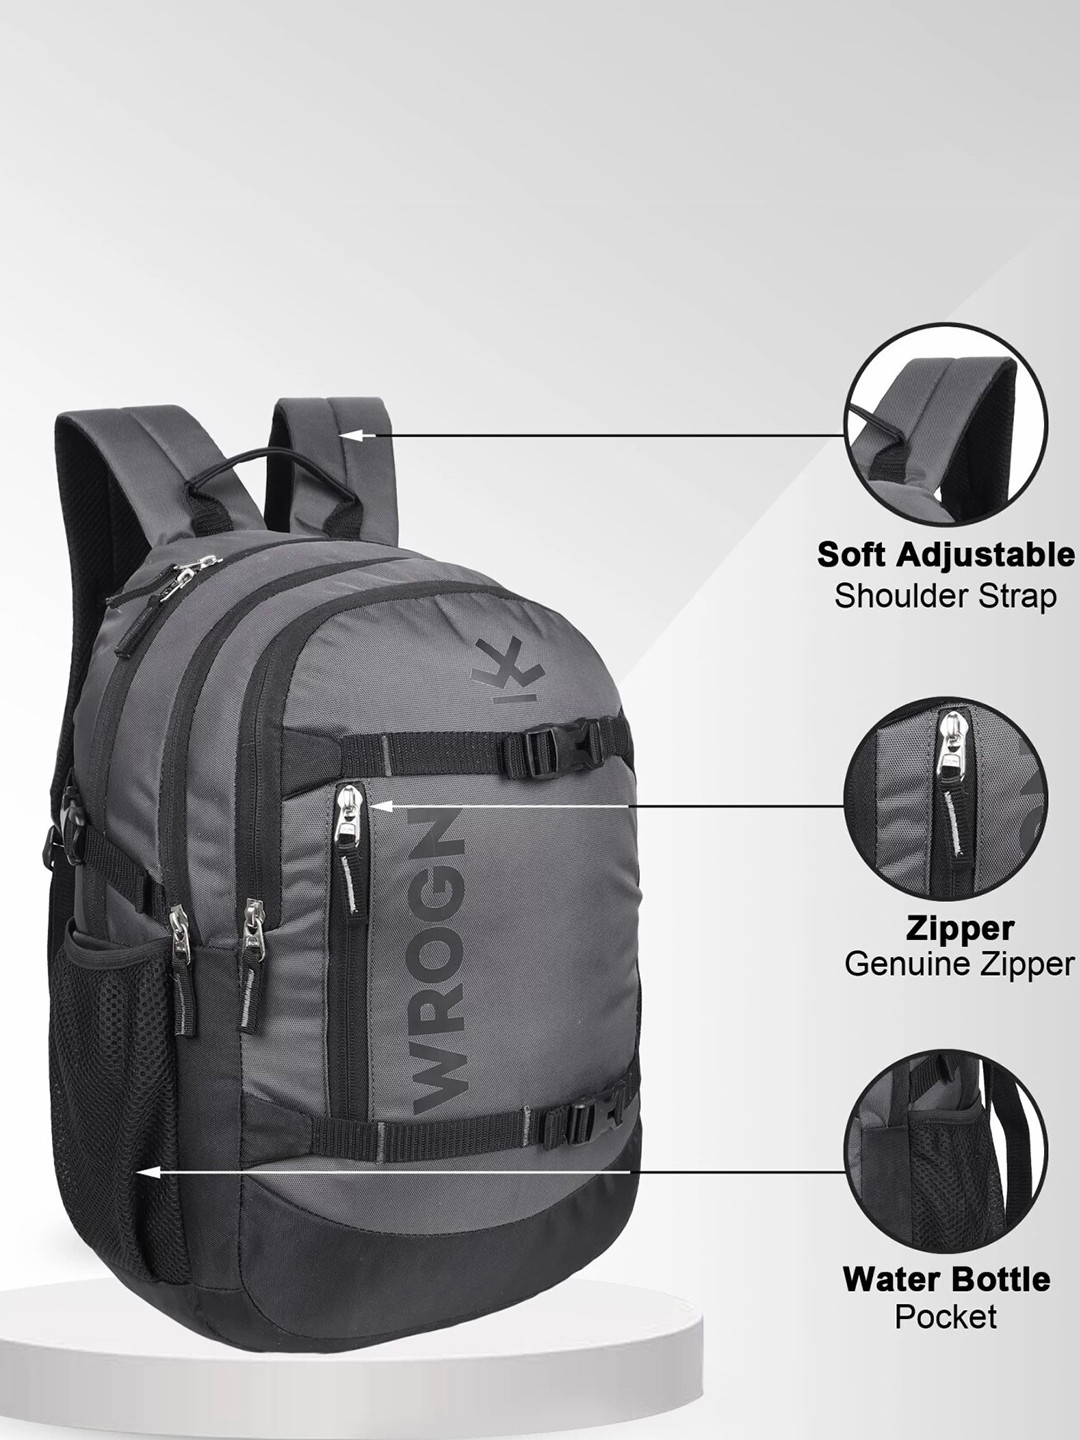 Soft Adjustable
Shoulder Strap
WROGN
Zipper
Genuine Zipper
Water Bottle
Pocket